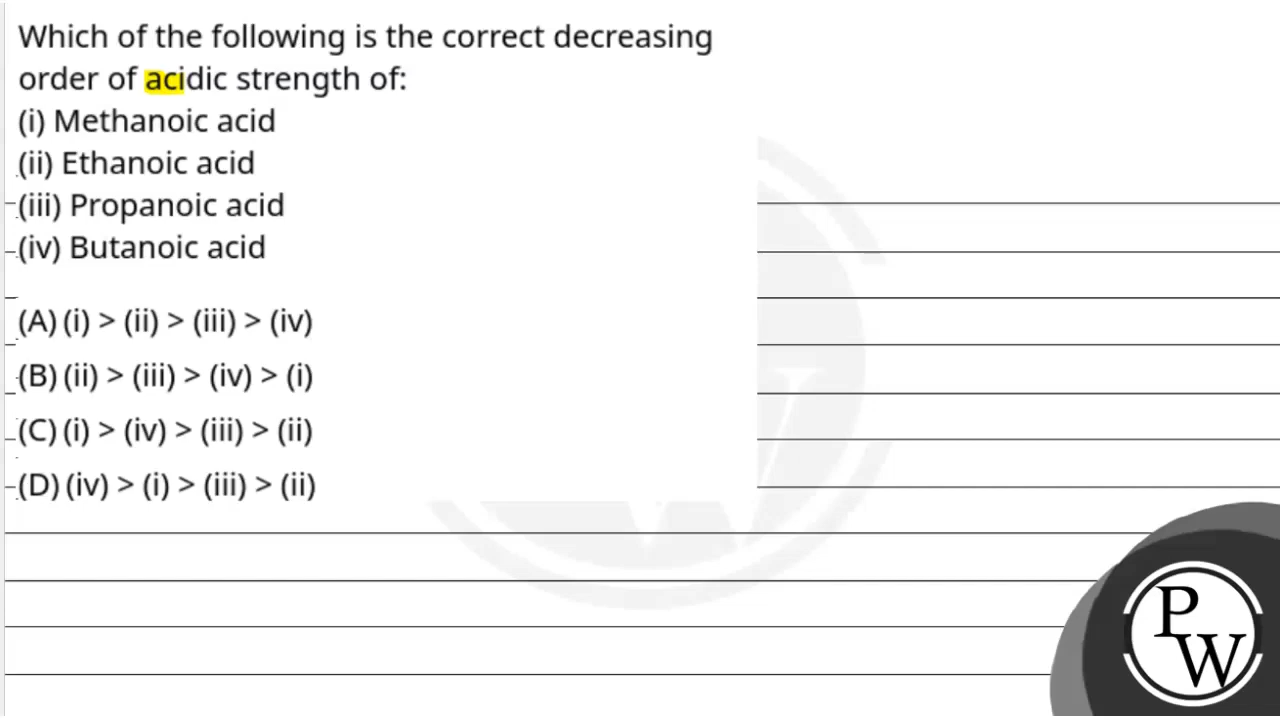 Which of the following is the correct decreasing
order of acidic strength of:
(i) Methanoic acid
(ii) Ethanoic acid
(iii) Propanoic acid
(iv) Butanoic acid
(A) (i) > (ii) > (iii) > (iv)
(B) (ii) > (iii) > (iv) > (i)
(C) (i) > (iv) > (iii) > (ii)
(D) (iv) > (i) > (iii) > (ii)
P
W